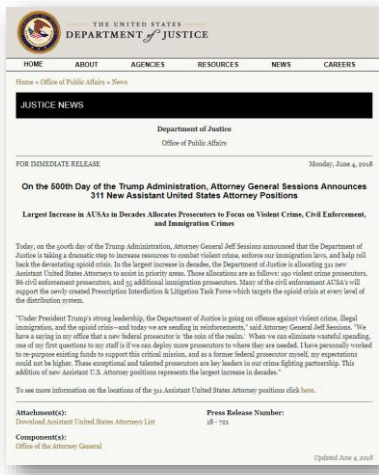 THE UNITED STATES
DEPARTMENT of JUSTICE
HOME ABOUT AGENCIES RESOURCES NEWS CAREERS
Home » Office of Public Affairs » News
JUSTICE NEWS
Department of Justice
Office of Public Affairs
FOR IMMEDIATE RELEASE Monday, June 4, 2018
On the 500th Day of the Trump Administration, Attorney General Sessions Announces
311 New Assistant United States Attorney Positions
Largest Increase in AUSAs in Decades Allocates Prosecutors to Focus on Violent Crime, Civil Enforcement,
and Immigration Crimes
Today, on the 500th day of the Trump Administration, Attorney General Jeff Sessions announced that the Department of
Justice is taking a dramatic step to increase resources to combat violent crime, enforce our immigration laws, and help roll
back the devastating opioid crisis. In the largest increase in decades, the Department of Justice is allocating 311 new
Assistant United States Attorneys to assist in priority areas. Those allocations are as follows: 190 violent crime prosecutors,
86 civil enforcement prosecutors, and 35 additional immigration prosecutors. Many of the civil enforcement AUSA's will
support the newly created Prescription Interdiction & Litigation Task Force which targets the opioid crisis at every level of
the distribution system.
"Under President Trump's strong leadership, the Department of Justice is going on offense against violent crime, illegal
immigration, and the opioid crisis—and today we are sending in reinforcements," said Attorney General Jeff Sessions. "We
have a saying in my office that a new federal prosecutor is 'the coin of the realm.' When we can eliminate wasteful spending,
one of my first questions to my staff is if we can deploy more prosecutors to where they are needed. I have personally worked
to re-purpose existing funds to support this critical mission, and as a former federal prosecutor myself, my expectations
could not be higher. These exceptional and talented prosecutors are key leaders in our crime fighting partnership. This
addition of new Assistant U.S. Attorney positions represents the largest increase in decades."
To see more information on the locations of the 311 Assistant United States Attorney positions click here.
Attachment(s): Press Release Number:
Download Assistant United States Attorneys List 18 - 721
Component(s):
Office of the Attorney General
Updated June 4, 2018